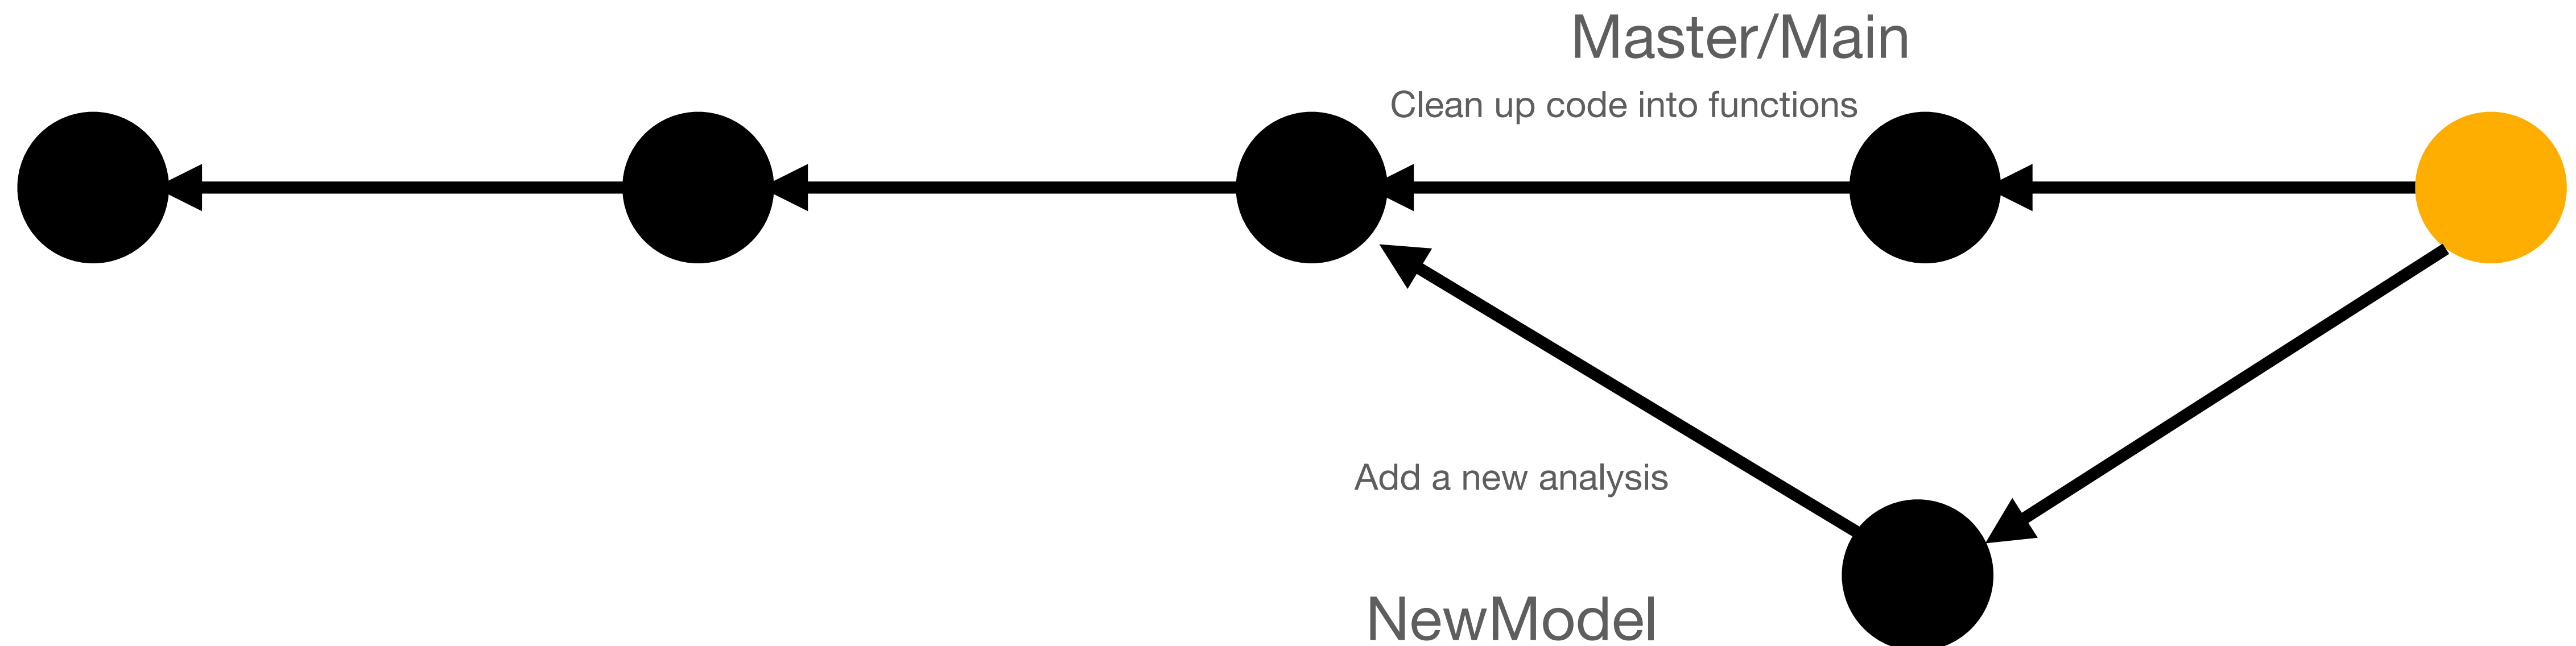 Master/Main
Clean up code into functions
Add a new analysis
NewModel